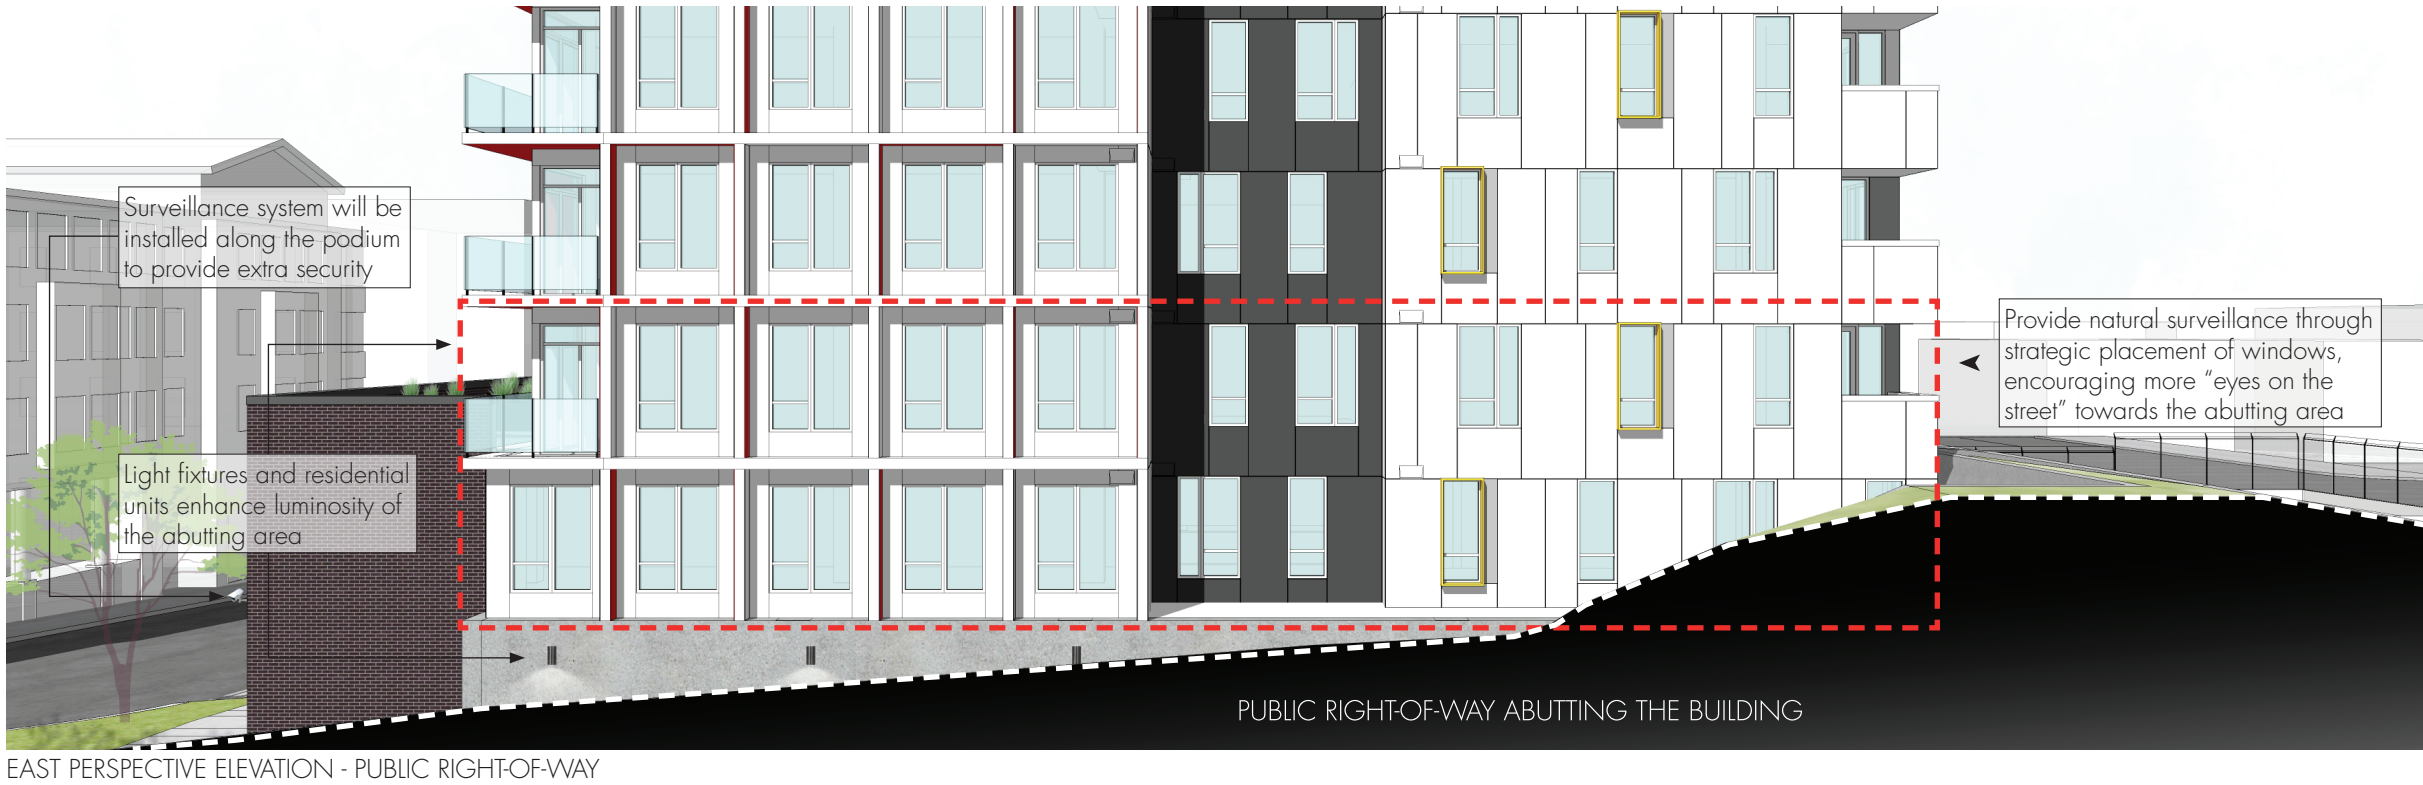 Surveillance system will be
installed along the podium
to provide extra security
Provide natural surveillance through
strategic placement of windows,
encouraging more “eyes on the
street” towards the abutting area
Light fixtures and residential
units enhance luminosity of
the abutting area
PUBLIC RIGHT-OF-WAY ABUTTING THE BUILDING
EAST PERSPECTIVE ELEVATION - PUBLIC RIGHT-OF-WAY